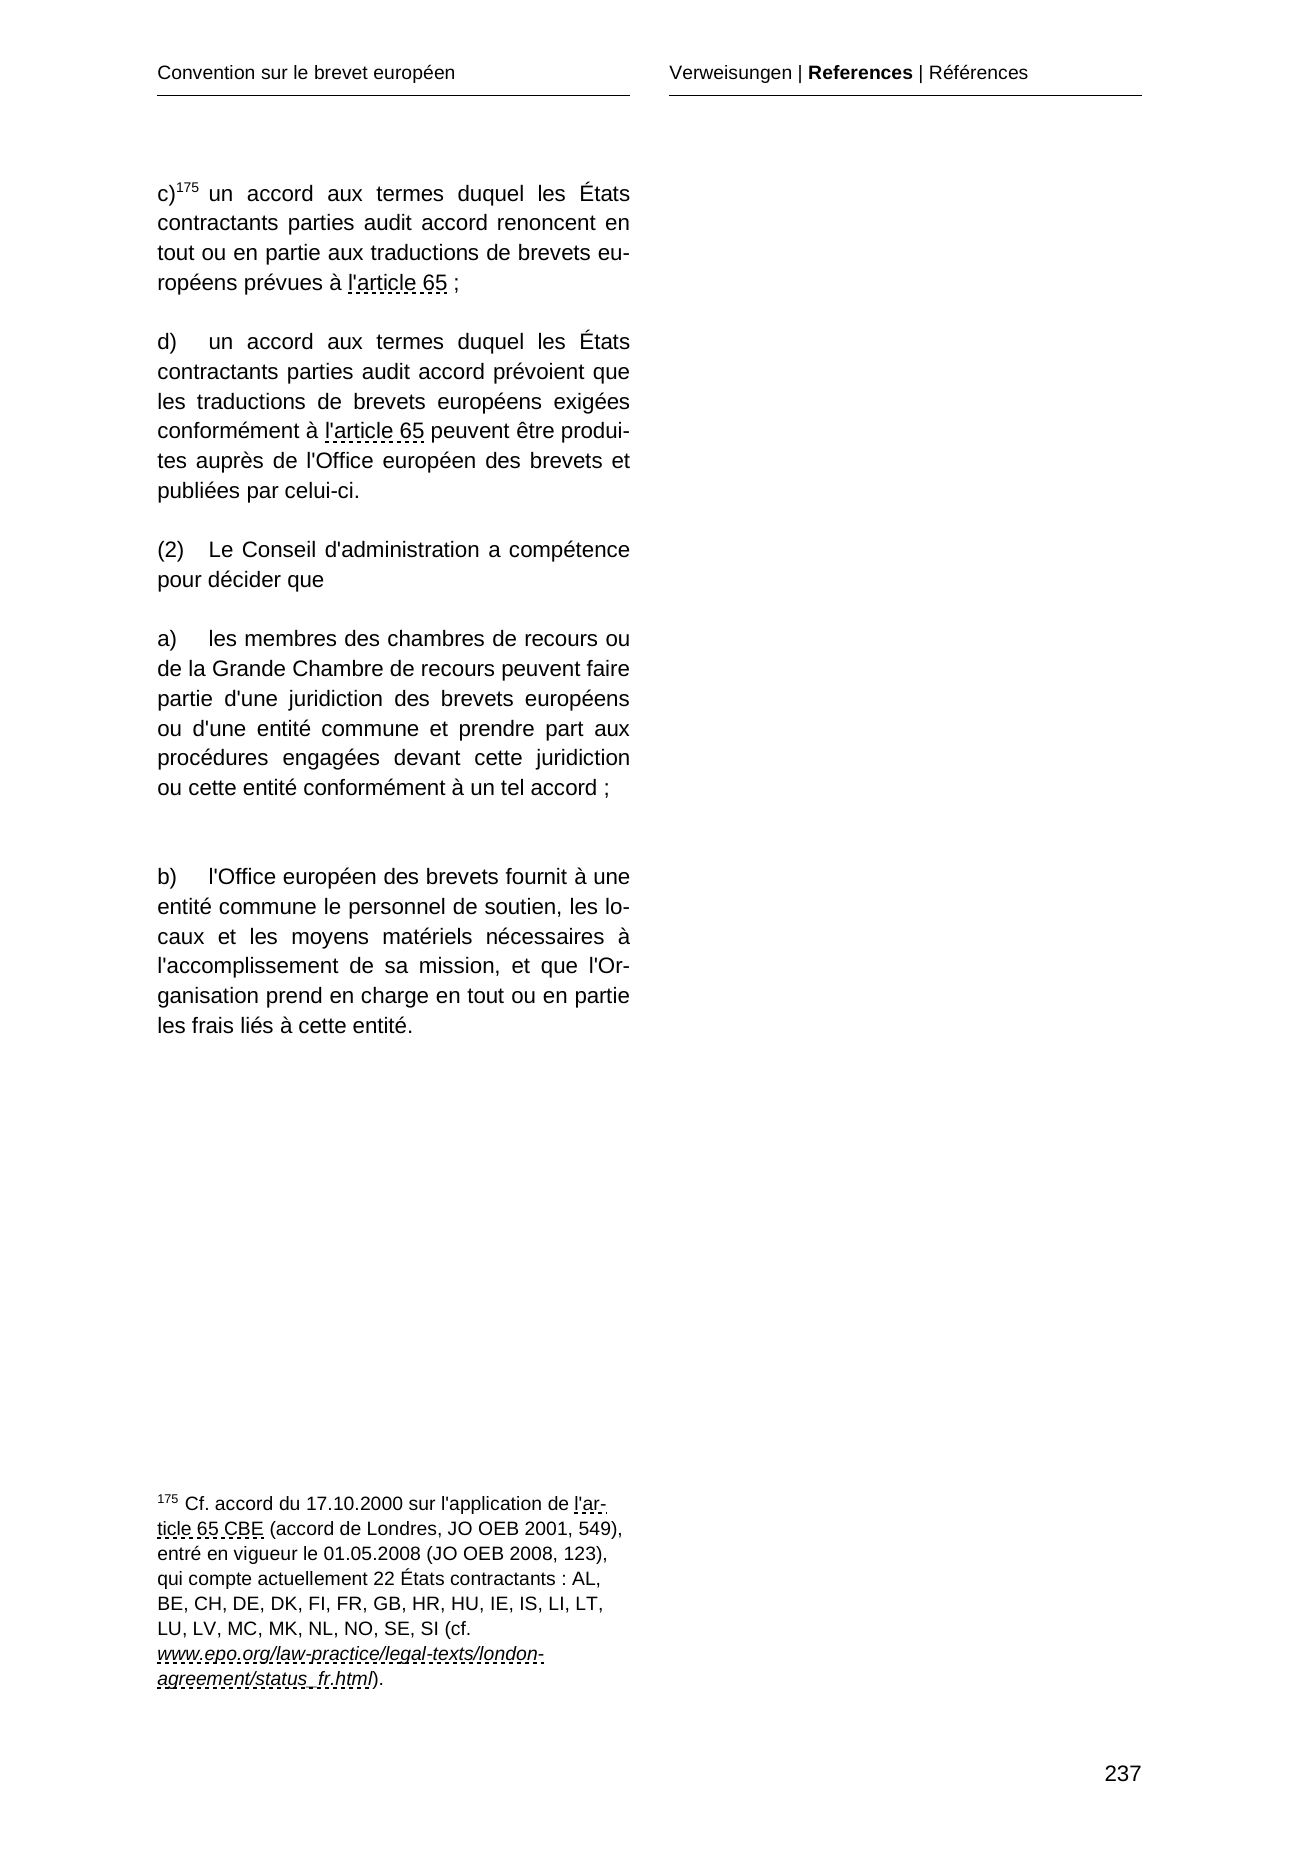 Convention sur le brevet européen
Verweisungen | References | Références
c)175 un accord aux termes duquel les États
contractants parties audit accord renoncent en
tout ou en partie aux traductions de brevets eu-
ropéens prévues à l'article 65 ;
d) un accord aux termes duquel les États
contractants parties audit accord prévoient que
les traductions de brevets européens exigées
conformément à l'article 65 peuvent être produi-
tes auprès de l'Office européen des brevets et
publiées par celui-ci.
(2) Le Conseil d'administration a compétence
pour décider que
a) les membres des chambres de recours ou
de la Grande Chambre de recours peuvent faire
partie d'une juridiction des brevets européens
ou d'une entité commune et prendre part aux
procédures engagées devant cette juridiction
ou cette entité conformément à un tel accord ;
b) l'Office européen des brevets fournit à une
entité commune le personnel de soutien, les lo-
caux et les moyens matériels nécessaires à
l'accomplissement de sa mission, et que l'Or-
ganisation prend en charge en tout ou en partie
les frais liés à cette entité.
175 Cf. accord du 17.10.2000 sur l'application de l'ar-
ticle 65 CBE (accord de Londres, JO OEB 2001, 549),
entré en vigueur le 01.05.2008 (JO OEB 2008, 123),
qui compte actuellement 22 États contractants : AL,
BE, CH, DE, DK, FI, FR, GB, HR, HU, IE, IS, LI, LT,
LU, LV, MC, MK, NL, NO, SE, SI (cf.
www.epo.org/law-practice/legal-texts/london-
agreement/status_fr.html).
237